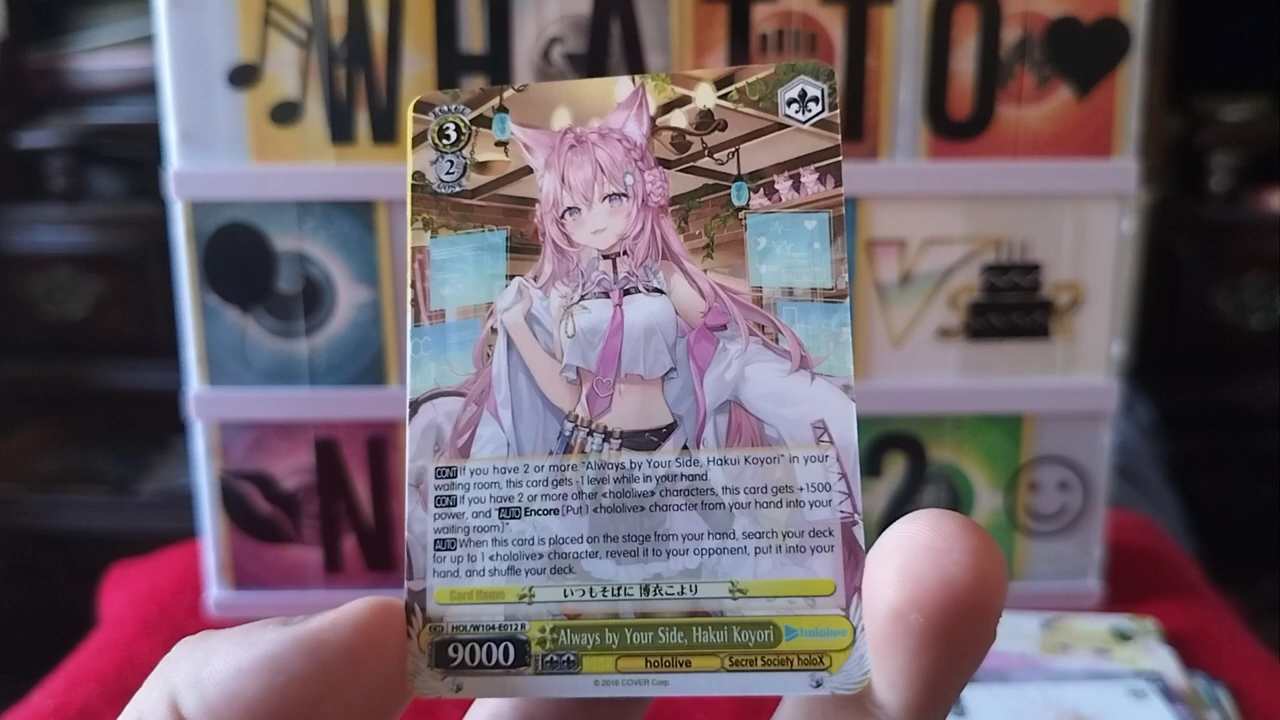 WHAT TO
V
N
2
LEVEL
3
2
COST
CONT If you have 2 or more "Always by Your Side, Hakui Koyori" in your
waiting room, this card gets -1 level while in your hand.
CONT If you have 2 or more other «hololive» characters, this card gets +1500
power, and "AUTO Encore [Put 1 «hololive» character from your hand into your
waiting room]".
AUTO When this card is placed on the stage from your hand, search your deck
for up to 1 «hololive» character, reveal it to your opponent, put it into your
hand, and shuffle your deck.
Card Name いつもそばに 博衣こより
HOL/W104-E012 R
Always by Your Side, Hakui Koyori hololive
9000 hololive Secret Society holoX
© 2016 COVER Corp.